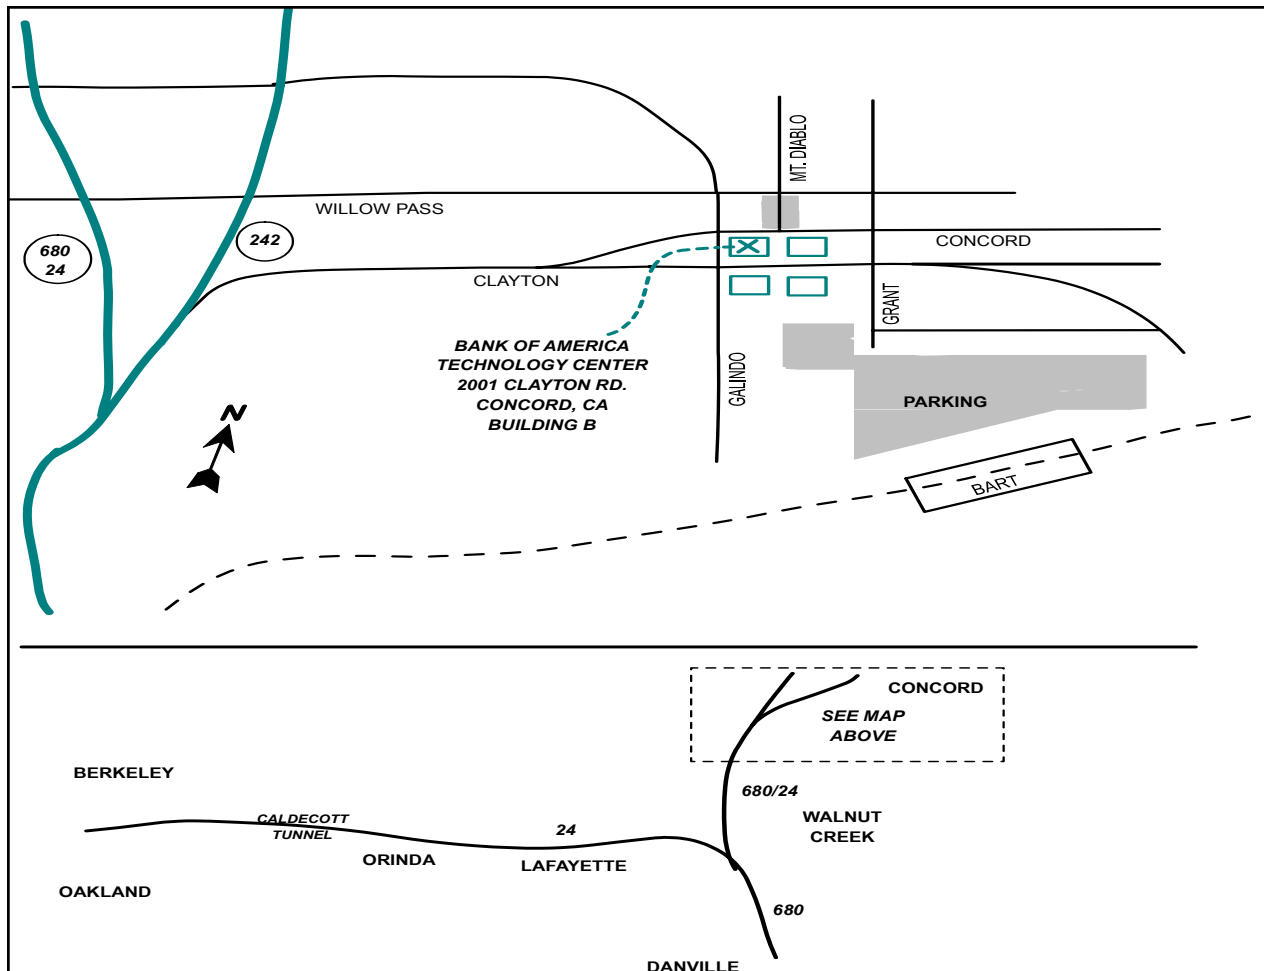 MT. DIABLO
WILLOW PASS
680
24
242
CONCORD
CLAYTON
GRANT
BANK OF AMERICA
TECHNOLOGY CENTER
2001 CLAYTON RD.
CONCORD, CA
BUILDING B
GALINDO
PARKING
N
BART
CONCORD
SEE MAP
ABOVE
BERKELEY
680/24
CALDECOTT
TUNNEL
24
WALNUT
CREEK
ORINDA
LAFAYETTE
OAKLAND
680
DANVILLE